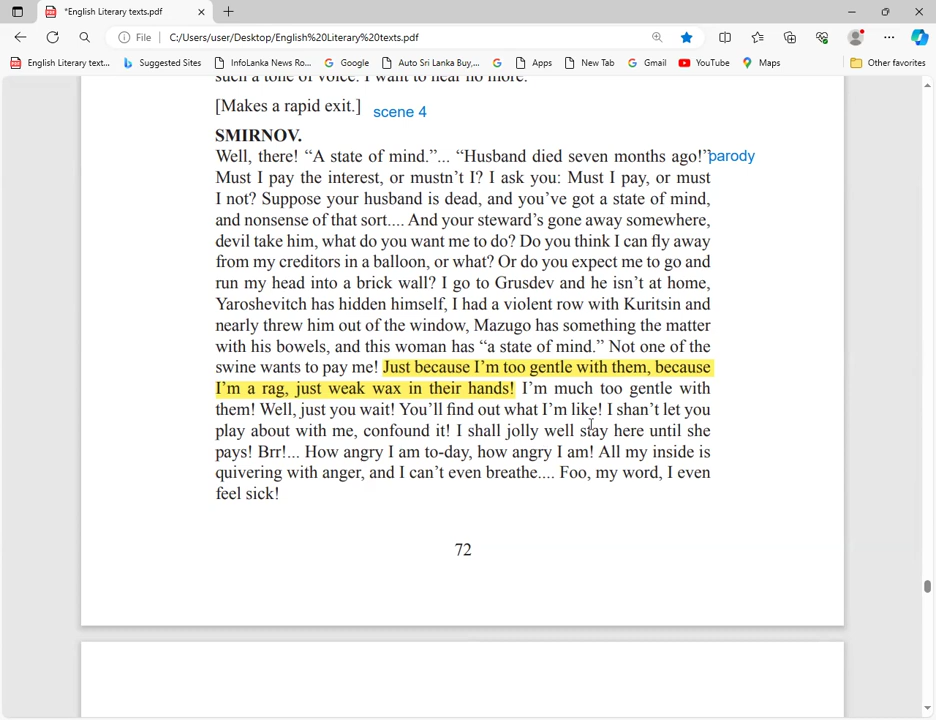 *English Literary texts.pdf
File
C:/Users/user/Desktop/English%20Literary%20texts.pdf
English Literary text...
Suggested Sites
InfoLanka News Ro...
Google
Auto Sri Lanka Buy,...
Apps
New Tab
Gmail
YouTube
Maps
Other favorites
such a tone of voice. I want to hear no more.
[Makes a rapid exit.] scene 4
SMIRNOV.
Well, there! “A state of mind.”... “Husband died seven months ago!” parody
Must I pay the interest, or mustn’t I? I ask you: Must I pay, or must
I not? Suppose your husband is dead, and you’ve got a state of mind,
and nonsense of that sort.... And your steward’s gone away somewhere,
devil take him, what do you want me to do? Do you think I can fly away
from my creditors in a balloon, or what? Or do you expect me to go and
run my head into a brick wall? I go to Grusdev and he isn’t at home,
Yaroshevitch has hidden himself, I had a violent row with Kuritsin and
nearly threw him out of the window, Mazugo has something the matter
with his bowels, and this woman has “a state of mind.” Not one of the
swine wants to pay me! Just because I’m too gentle with them, because
I’m a rag, just weak wax in their hands! I’m much too gentle with
them! Well, just you wait! You’ll find out what I’m like! I shan’t let you
play about with me, confound it! I shall jolly well stay here until she
pays! Brr!... How angry I am to-day, how angry I am! All my inside is
quivering with anger, and I can’t even breathe.... Foo, my word, I even
feel sick!
72